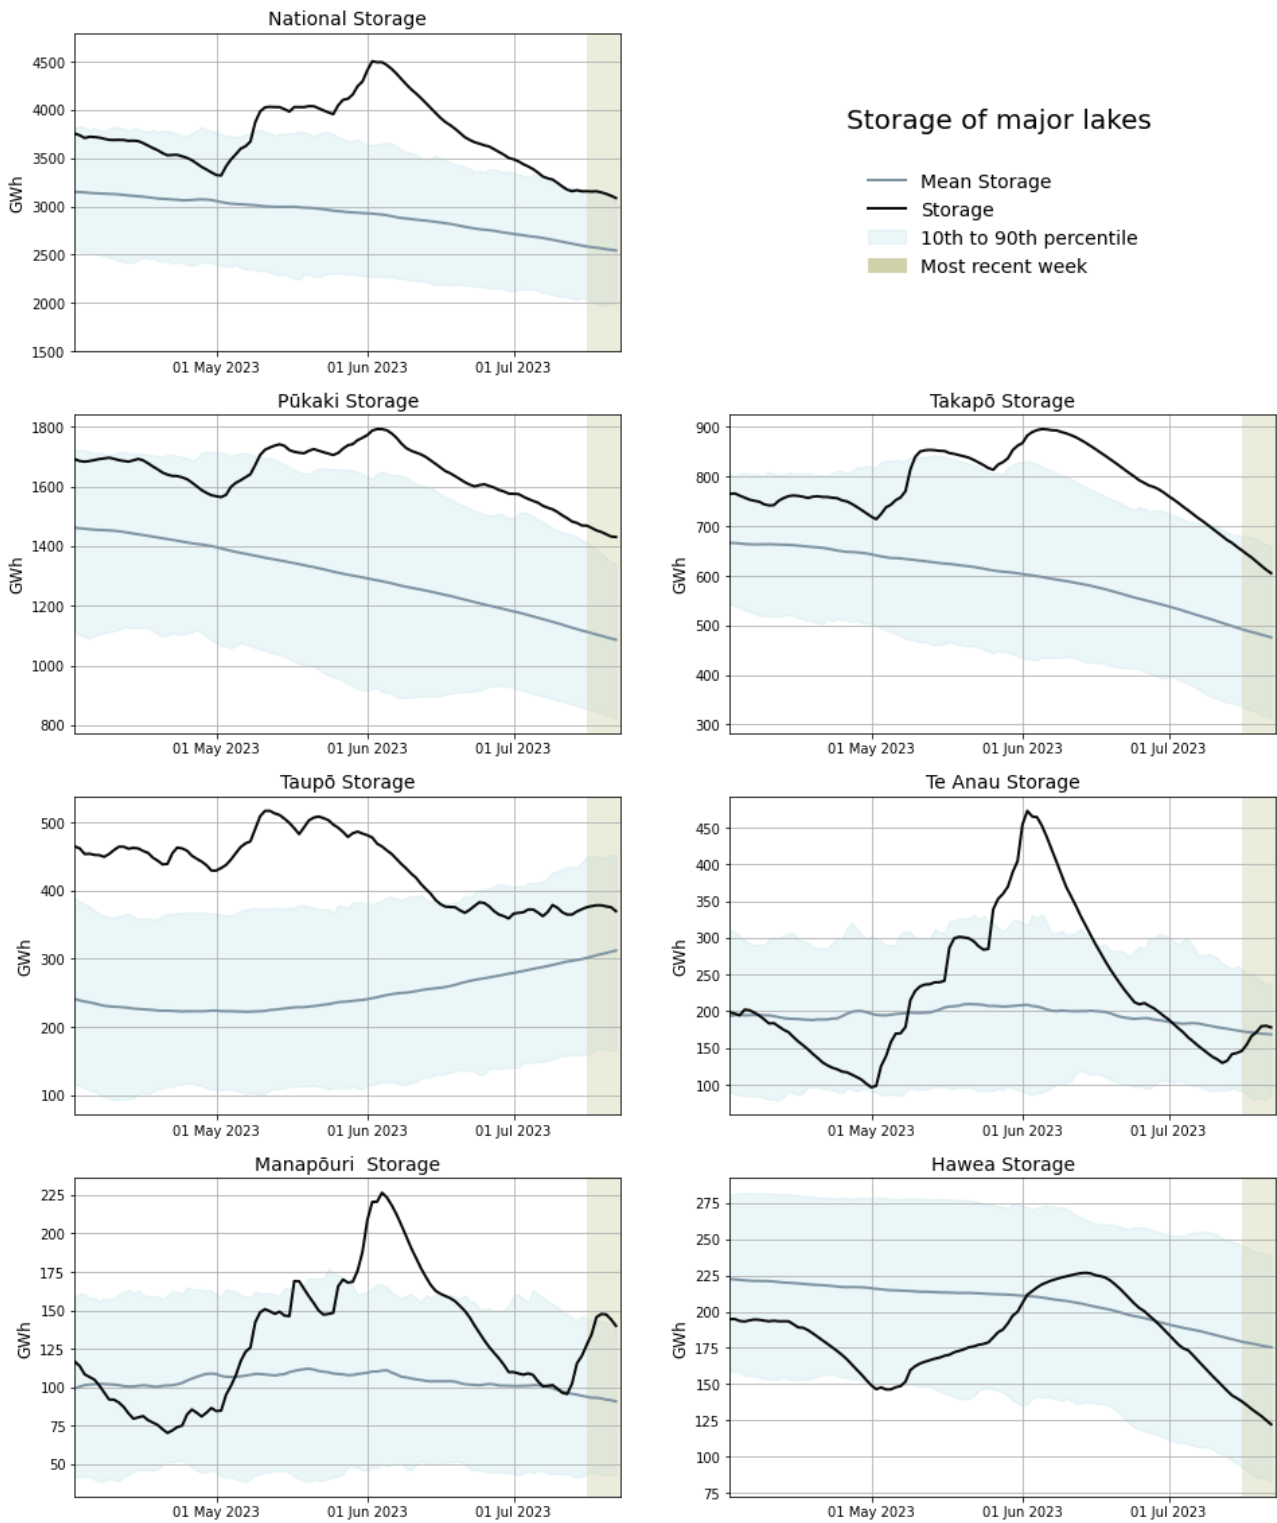 National Storage
4500
4000
3500
3000
2500
2000
1500
GWh
01 May 2023 01 Jun 2023 01 Jul 2023
Storage of major lakes
Mean Storage
Storage
10th to 90th percentile
Most recent week
Pūkaki Storage
1800
1600
1400
1200
1000
800
GWh
01 May 2023 01 Jun 2023 01 Jul 2023
Takapō Storage
900
800
700
600
500
400
300
GWh
01 May 2023 01 Jun 2023 01 Jul 2023
Taupō Storage
500
400
300
200
100
GWh
01 May 2023 01 Jun 2023 01 Jul 2023
Te Anau Storage
450
400
350
300
250
200
150
100
GWh
01 May 2023 01 Jun 2023 01 Jul 2023
Manapōuri  Storage
225
200
175
150
125
100
75
50
GWh
01 May 2023 01 Jun 2023 01 Jul 2023
Hawea Storage
275
250
225
200
175
150
125
100
75
GWh
01 May 2023 01 Jun 2023 01 Jul 2023